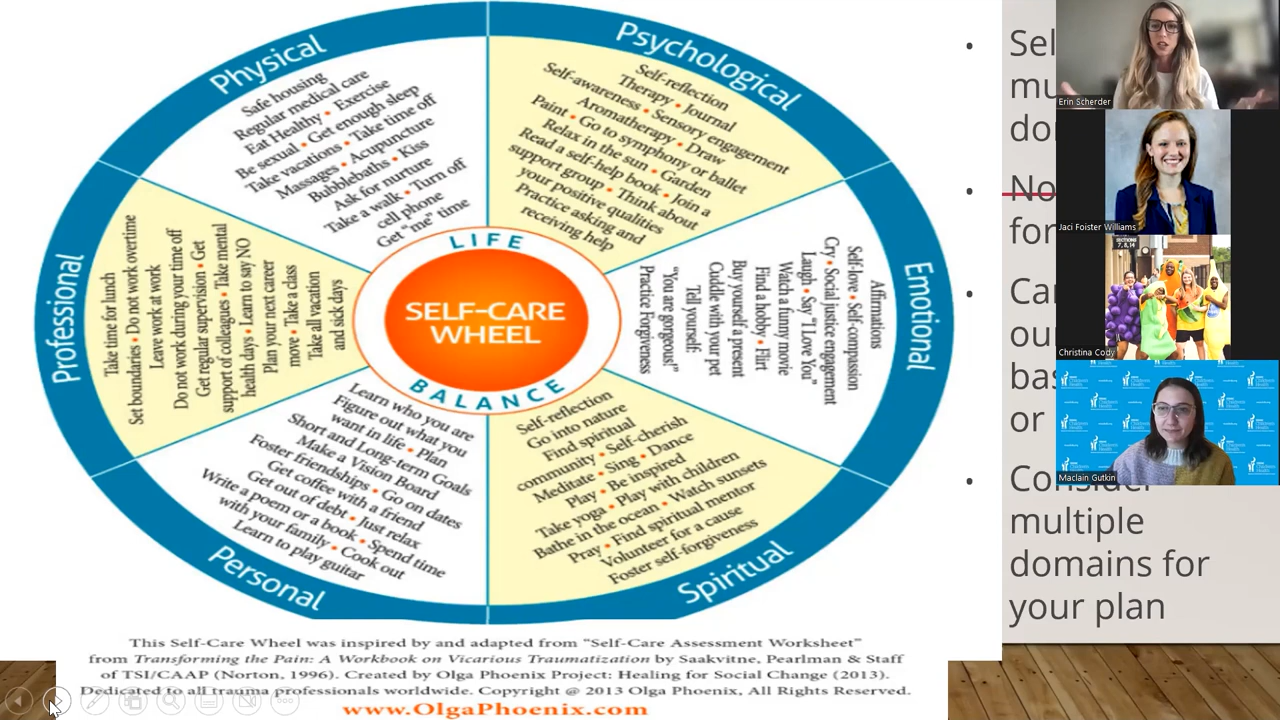 Physical
Safe housing
Regular medical care
Eat Healthy • Exercise
Be sexual • Get enough sleep
Take vacations • Take time off
Massages • Acupuncture
Bubblebaths • Kiss
Ask for nurture
Take a walk • Turn off
cell phone
Get "me" time
Psychological
Self-reflection
Therapy • Journal
Self-awareness • Sensory engagement
Aromatherapy • Draw
Paint • Go to symphony or ballet
Relax in the sun • Garden
Read a self-help book • Join a
support group • Think about
your positive qualities
Practice asking and
receiving help
Emotional
Affirmations
Self-love • Self-compassion
Cry • Social justice engagement
Laugh • Say "I Love You"
Watch a funny movie
Find a hobby • Flirt
Buy yourself a present
Cuddle with your pet
Tell yourself:
"You are gorgeous!"
Practice Forgiveness
Spiritual
Self-reflection
Go into nature
Find spiritual
community • Self-cherish
Meditate • Sing • Dance
Play • Be inspired
Take yoga • Play with children
Bathe in the ocean • Watch sunsets
Pray • Find spiritual mentor
Volunteer for a cause
Foster self-forgiveness
Personal
Learn who you are
Figure out what you
want in life • Plan
Short and Long-term Goals
Make a Vision Board
Foster friendships • Go on dates
Get coffee with a friend
Get out of debt • Just relax
Write a poem or a book • Spend time
with your family • Cook out
Learn to play guitar
Professional
Take time for lunch
Set boundaries • Do not work overtime
Leave work at work
Do not work during your time off
Get regular supervision • Get
support of colleagues • Take mental
health days • Learn to say NO
Plan your next career
move • Take a class
Take all vacation
and sick days
LIFE
SELF-CARE
WHEEL
BALANCE
This Self-Care Wheel was inspired by and adapted from "Self-Care Assessment Worksheet"
from Transforming the Pain: A Workbook on Vicarious Traumatization by Saakvitne, Pearlman & Staff
of TSI/CAAP (Norton, 1996). Created by Olga Phoenix Project: Healing for Social Change (2013).
Dedicated to all trauma professionals worldwide. Copyright @ 2013 Olga Phoenix, All Rights Reserved.
www.OlgaPhoenix.com
• Sel
mu
do
• No
for
• Ca
ou
ba
or
• Consider
multiple
domains for
your plan
Erin Scherder
Jaci Foister Williams
SECTIONS
7, 8, 14
Christina Cody
Maclain Gutkin